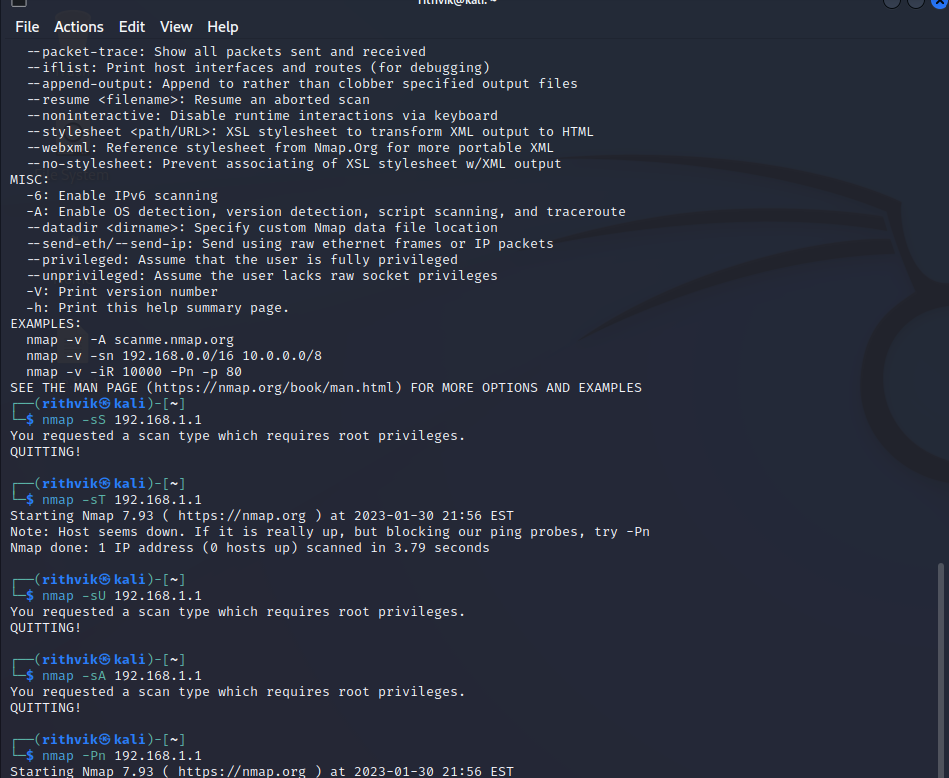 rithvik@kali: ~
File Actions Edit View Help
--packet-trace: Show all packets sent and received
--iflist: Print host interfaces and routes (for debugging)
--append-output: Append to rather than clobber specified output files
--resume <filename>: Resume an aborted scan
--noninteractive: Disable runtime interactions via keyboard
--stylesheet <path/URL>: XSL stylesheet to transform XML output to HTML
--webxml: Reference stylesheet from Nmap.Org for more portable XML
--no-stylesheet: Prevent associating of XSL stylesheet w/XML output
MISC:
-6: Enable IPv6 scanning
-A: Enable OS detection, version detection, script scanning, and traceroute
--datadir <dirname>: Specify custom Nmap data file location
--send-eth/--send-ip: Send using raw ethernet frames or IP packets
--privileged: Assume that the user is fully privileged
--unprivileged: Assume the user lacks raw socket privileges
-V: Print version number
-h: Print this help summary page.
EXAMPLES:
nmap -v -A scanme.nmap.org
nmap -v -sn 192.168.0.0/16 10.0.0.0/8
nmap -v -iR 10000 -Pn -p 80
SEE THE MAN PAGE (https://nmap.org/book/man.html) FOR MORE OPTIONS AND EXAMPLES
┌──(rithvik㉿kali)-[~]
└─$ nmap -sS 192.168.1.1
You requested a scan type which requires root privileges.
QUITTING!
┌──(rithvik㉿kali)-[~]
└─$ nmap -sT 192.168.1.1
Starting Nmap 7.93 ( https://nmap.org ) at 2023-01-30 21:56 EST
Note: Host seems down. If it is really up, but blocking our ping probes, try -Pn
Nmap done: 1 IP address (0 hosts up) scanned in 3.79 seconds
┌──(rithvik㉿kali)-[~]
└─$ nmap -sU 192.168.1.1
You requested a scan type which requires root privileges.
QUITTING!
┌──(rithvik㉿kali)-[~]
└─$ nmap -sA 192.168.1.1
You requested a scan type which requires root privileges.
QUITTING!
┌──(rithvik㉿kali)-[~]
└─$ nmap -Pn 192.168.1.1
Starting Nmap 7.93 ( https://nmap.org ) at 2023-01-30 21:56 EST